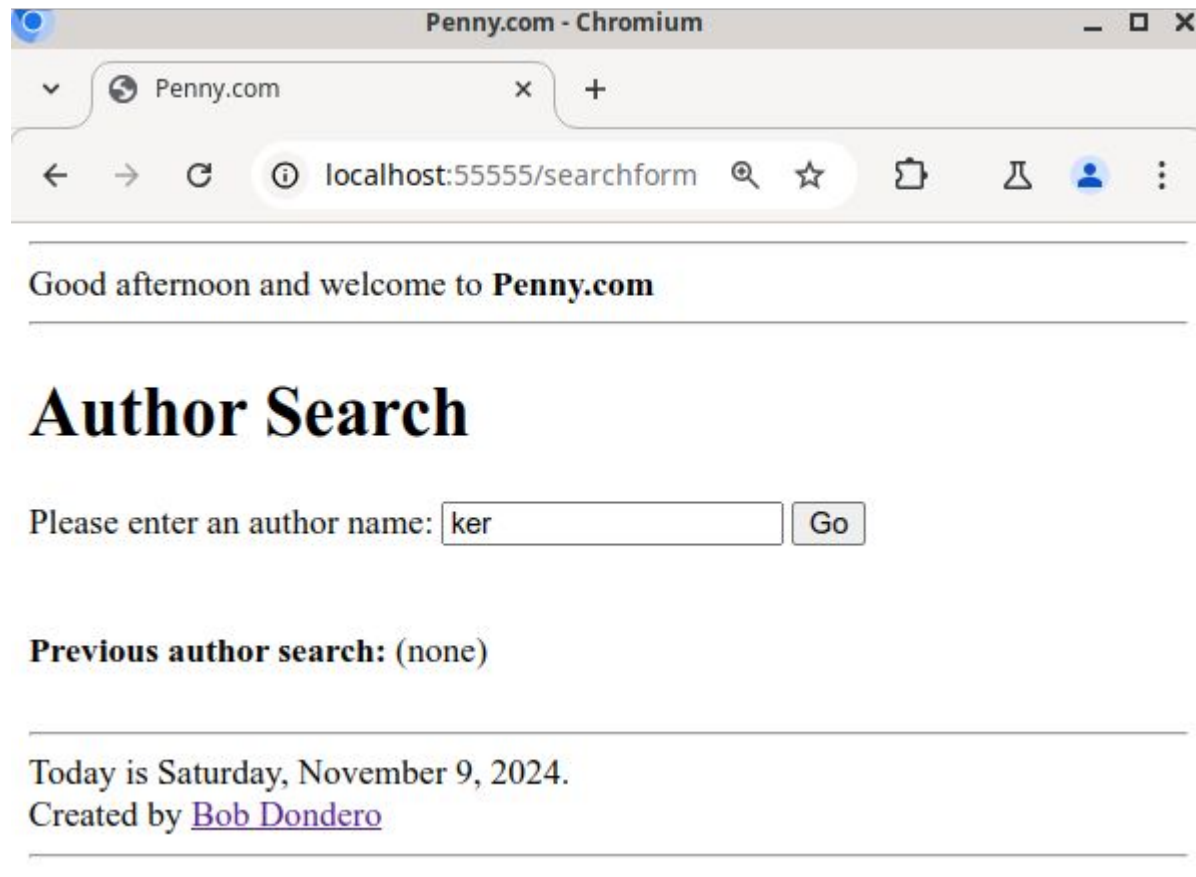 Penny.com - Chromium
Penny.com
localhost:55555/searchform
Good afternoon and welcome to Penny.com
Author Search
Please enter an author name: ker Go
Previous author search: (none)
Today is Saturday, November 9, 2024.
Created by Bob Dondero